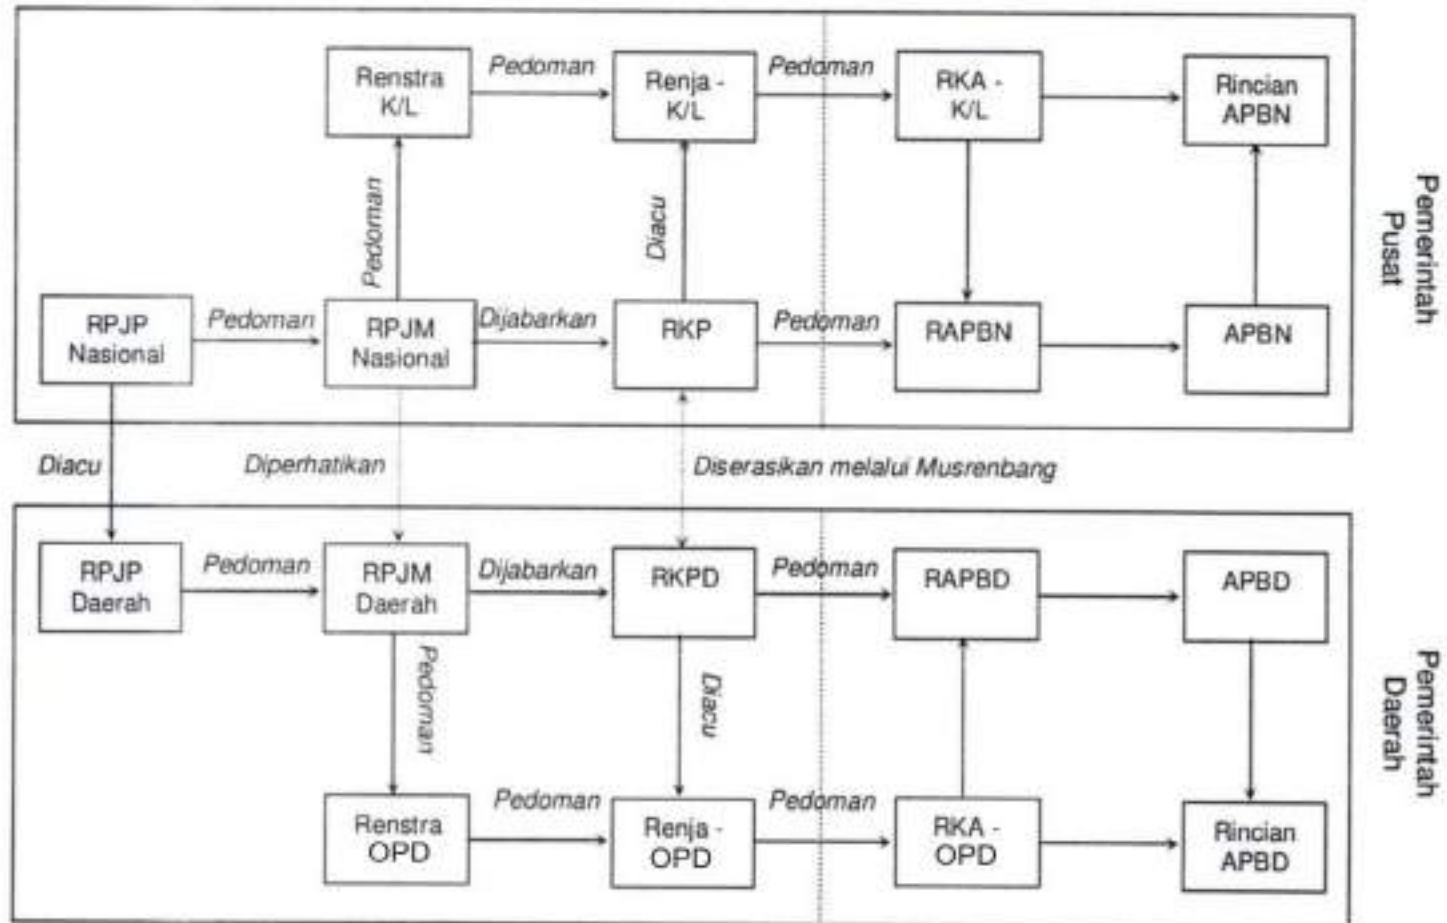 Renstra
K/L
Pedoman
Renja -
K/L
Pedoman
RKA -
K/L
Rincian
APBN
Pedoman
Diacu
Pemerintah
Pusat
RPJP
Nasional
Pedoman
RPJM
Nasional
Dijabarkan
RKP
Pedoman
RAPBN
APBN
Diacu
Diperhatikan
Diserasikan melalui Musrenbang
RPJP
Daerah
Pedoman
RPJM
Daerah
Dijabarkan
RKPD
Pedoman
RAPBD
APBD
Pedoman
Diacu
Pemerintah
Daerah
Renstra
OPD
Pedoman
Renja -
OPD
Pedoman
RKA -
OPD
Rincian
APBD